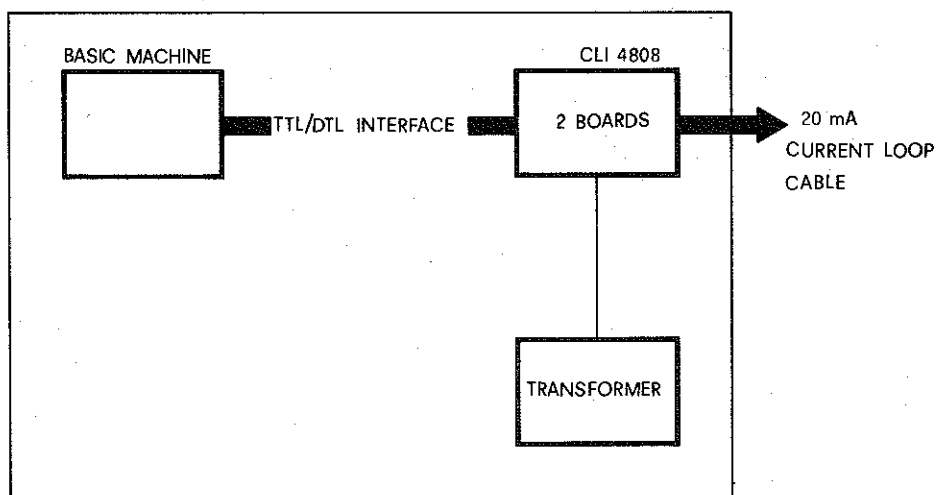 BASIC MACHINE
CLI 4808
TTL/DTL INTERFACE
2 BOARDS
20 mA
CURRENT LOOP
CABLE
TRANSFORMER